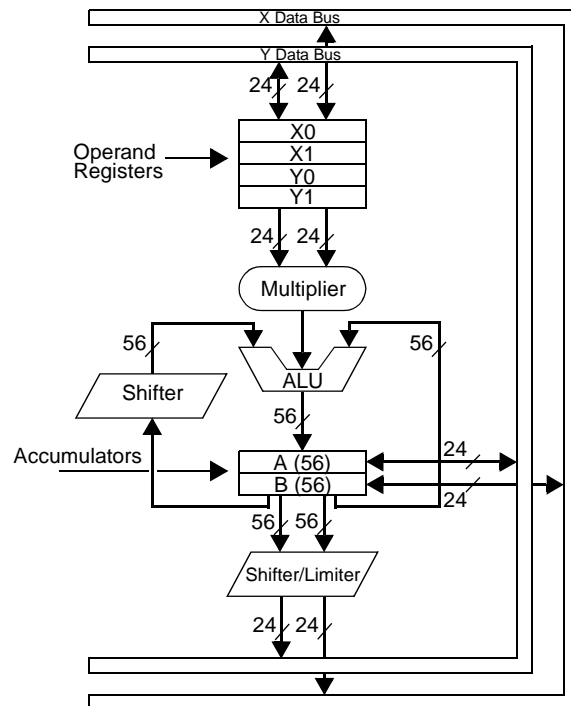 X Data Bus
Y Data Bus
24 24
X0
X1
Y0
Y1
Operand
Registers
24 24
Multiplier
56 56
ALU
Shifter
56
Accumulators
A (56)
B (56)
24
24
56 56
Shifter/Limiter
24 24